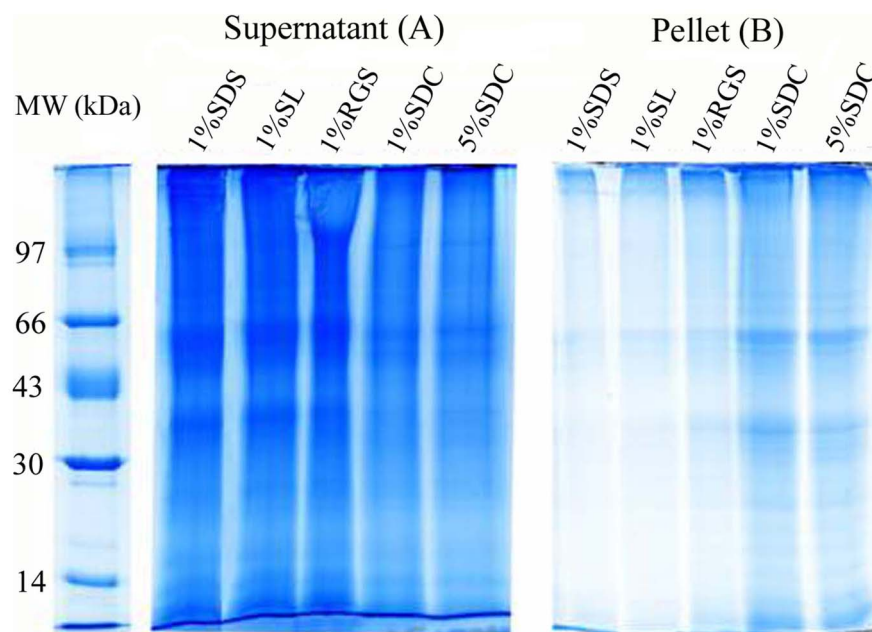 Supernatant (A) Pellet (B)
MW (kDa) 1%SDS 1%SL 1%RGS 1%SDC 5%SDC 1%SDS 1%SL 1%RGS 1%SDC 5%SDC
97
66
43
30
14